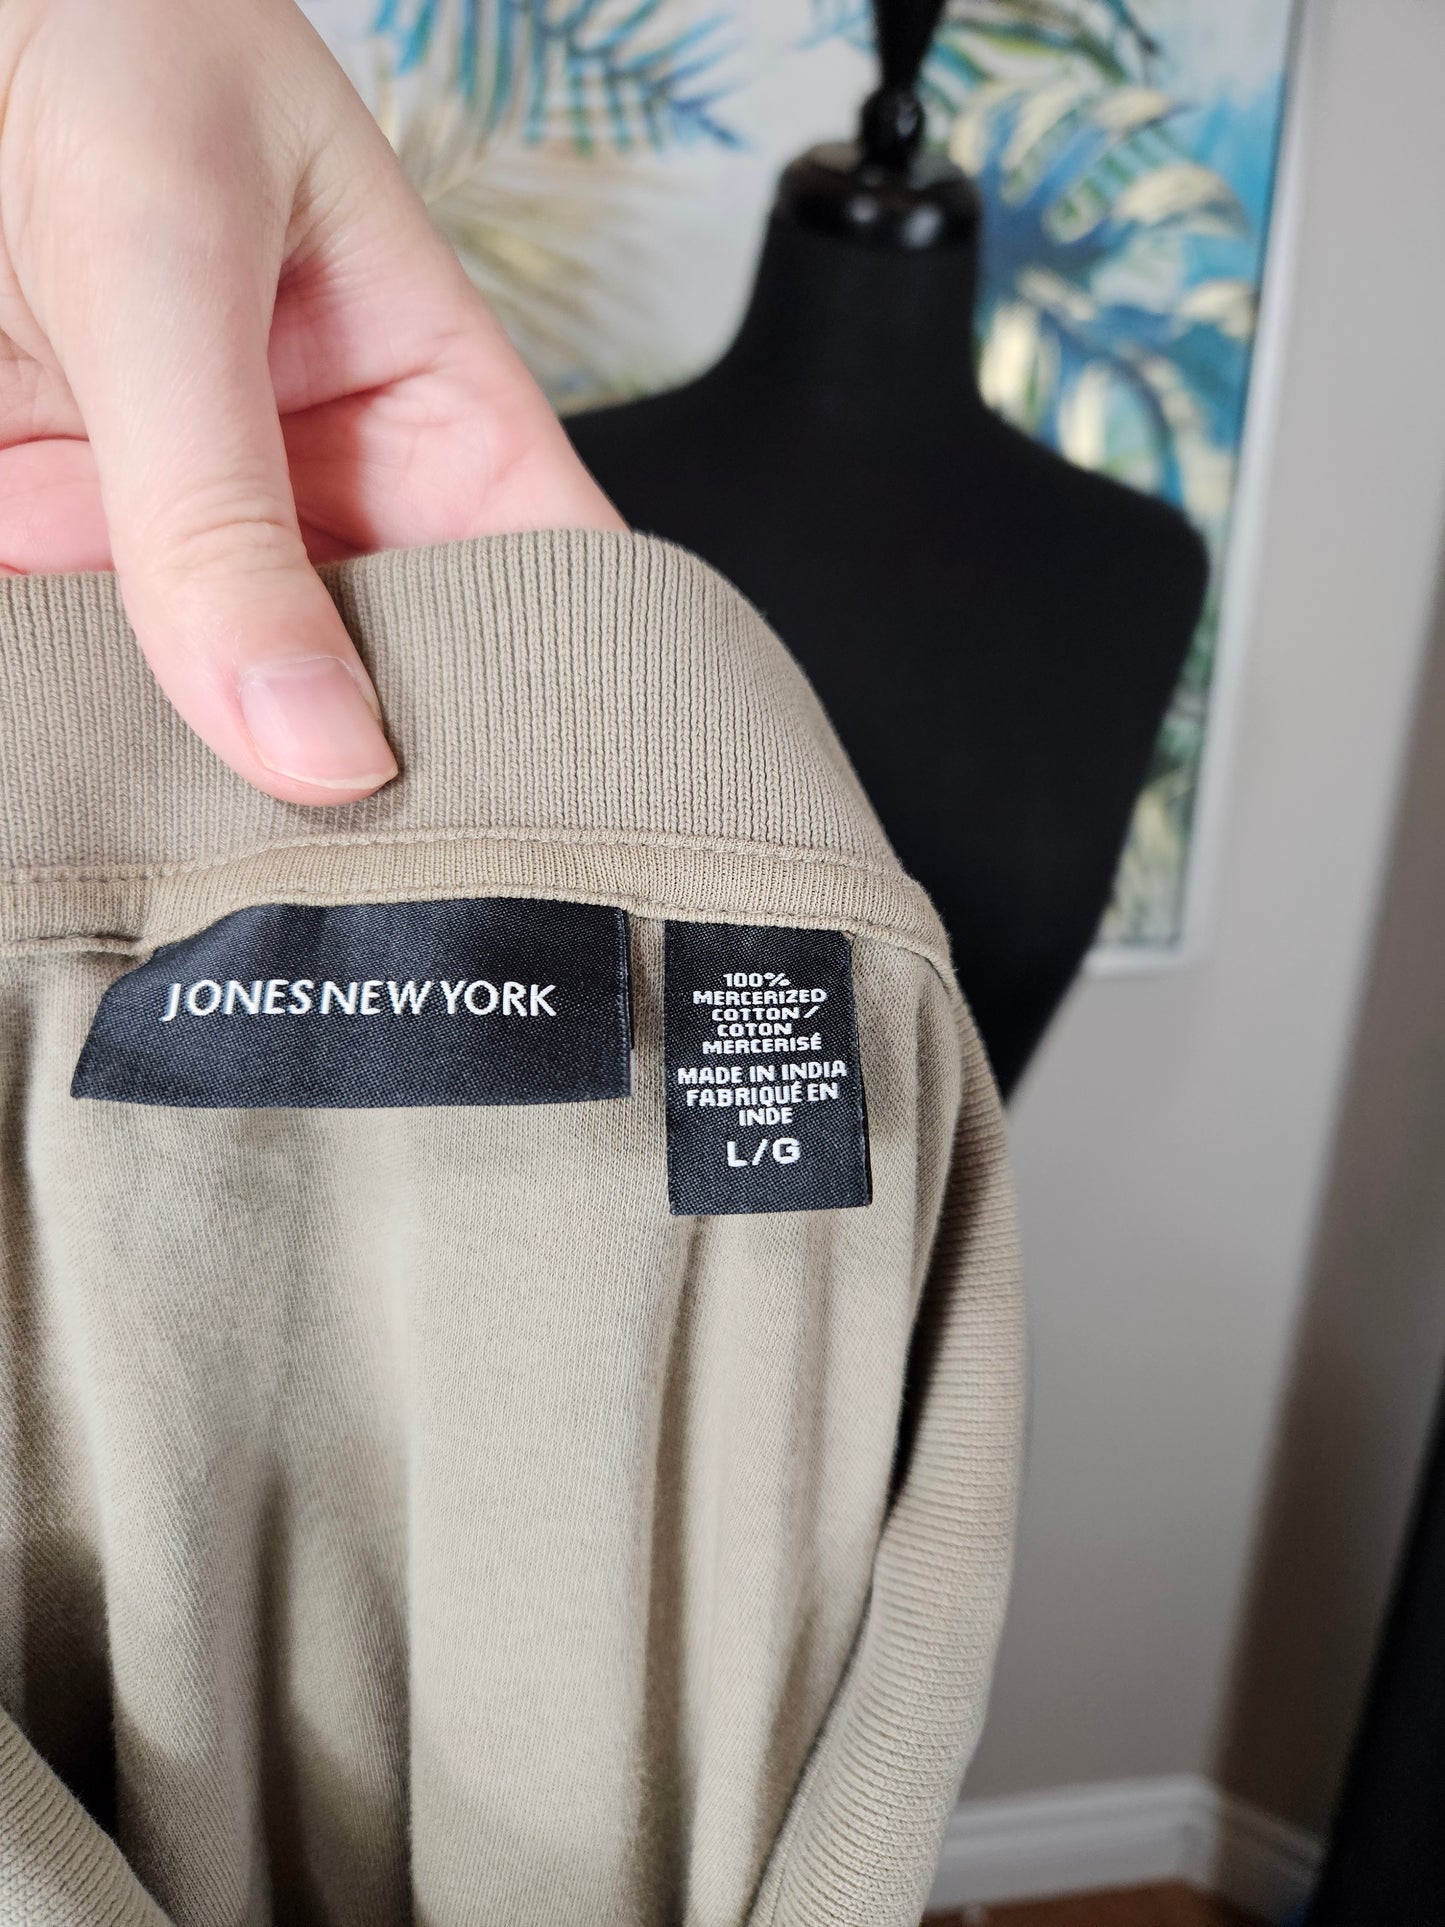 JONES NEW YORK
100%
MERCERIZED
COTTON/
COTON
MERCERISÉ
MADE IN INDIA
FABRIQUÉ EN
INDE
L/G